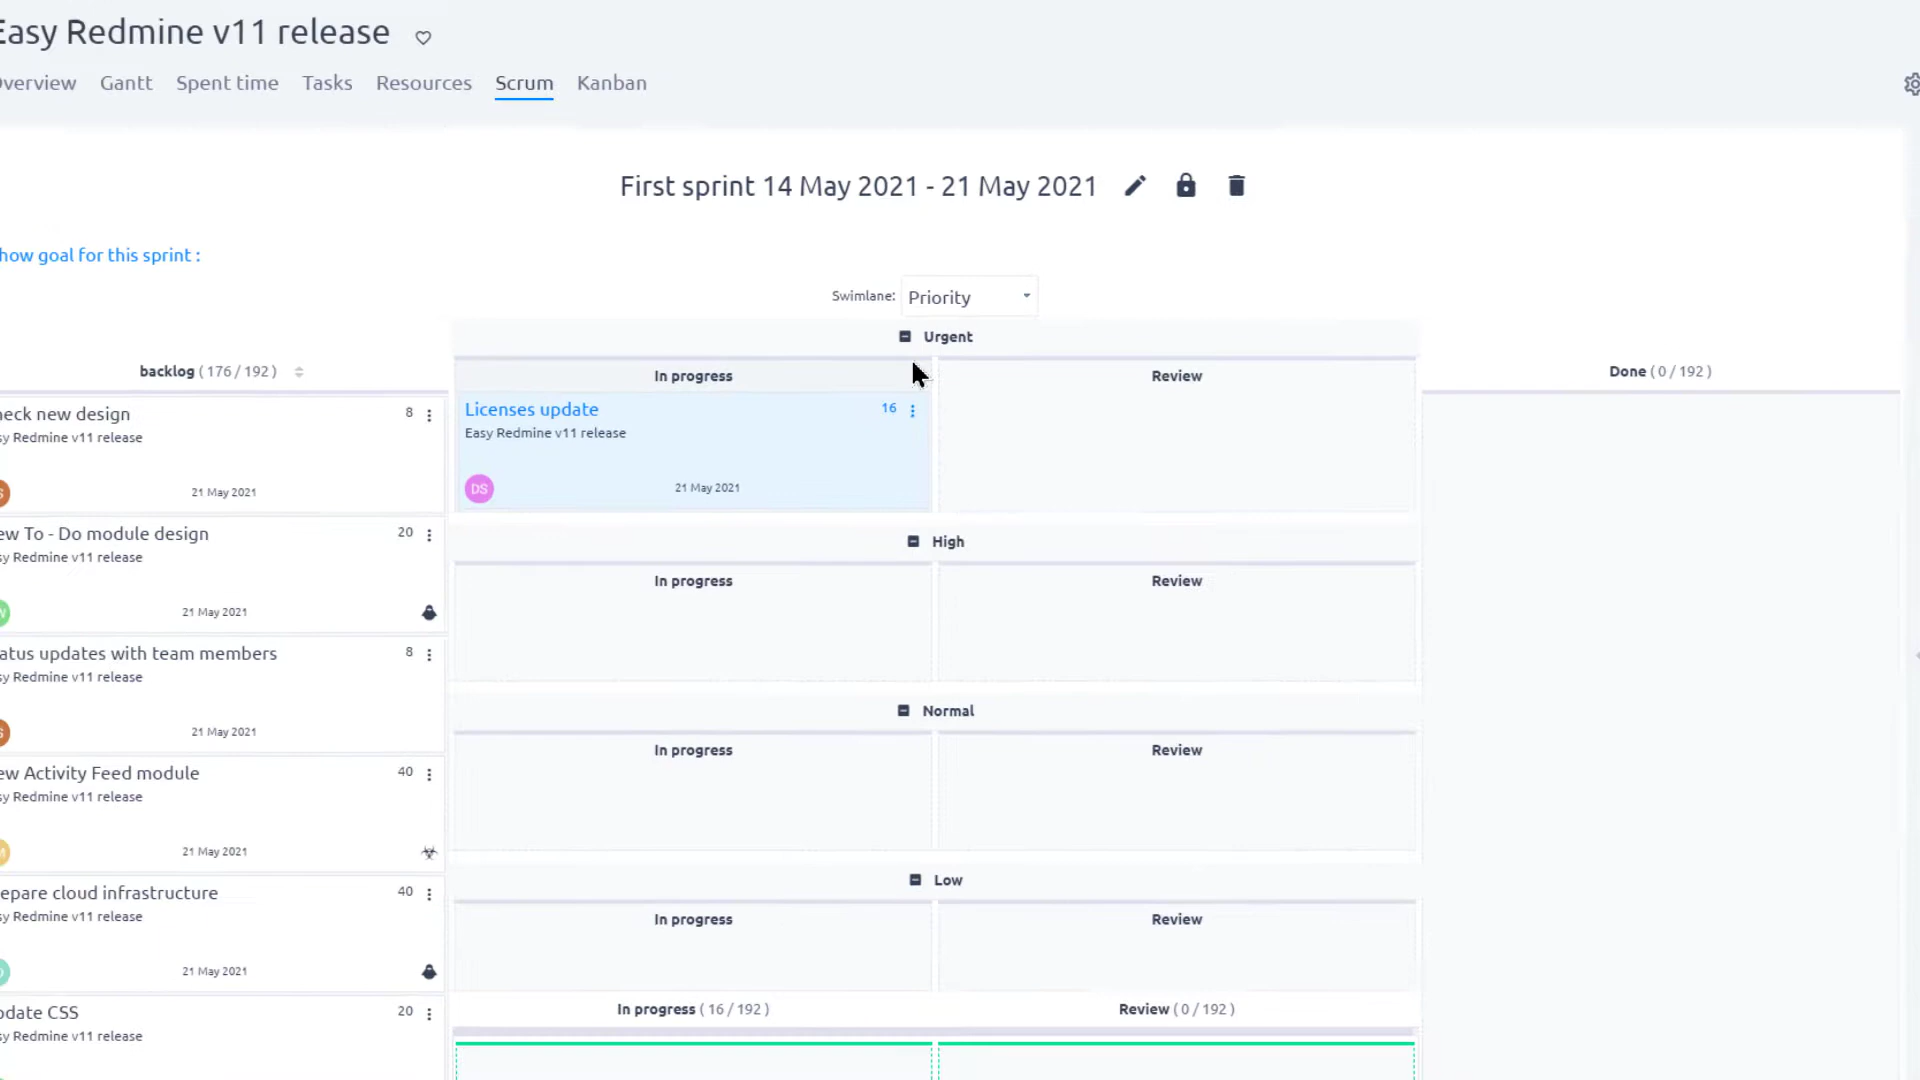 Easy Redmine v11 release
Overview Gantt Spent time Tasks Resources Scrum Kanban
First sprint 14 May 2021 - 21 May 2021
how goal for this sprint :
Swimlane: Priority
backlog ( 176 / 192 )
heck new design 8
sy Redmine v11 release
21 May 2021
ew To - Do module design 20
sy Redmine v11 release
21 May 2021
atus updates with team members 8
sy Redmine v11 release
21 May 2021
ew Activity Feed module 40
sy Redmine v11 release
21 May 2021
epare cloud infrastructure 40
sy Redmine v11 release
21 May 2021
pdate CSS 20
sy Redmine v11 release
Urgent
In progress Review
Licenses update 16
Easy Redmine v11 release
DS 21 May 2021
High
In progress Review
Normal
In progress Review
Low
In progress Review
In progress ( 16 / 192 ) Review ( 0 / 192 )
Done ( 0 / 192 )